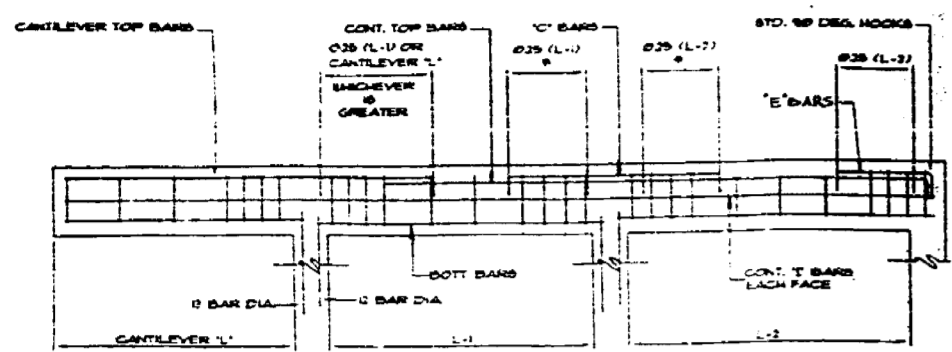 CANTILEVER TOP BARS
CONT. TOP BARS
"C" BARS
STD. 90 DEG. HOOKS
0.25 (L-1) OR
CANTILEVER "L"
WHICHEVER
IS
GREATER
0.25 (L-1)
*
0.25 (L-2)
*
0.25 (L-2)
"E" BARS
BOTT BARS
CONT. "I" BARS
EACH FACE
12 BAR DIA.
12 BAR DIA
CANTILEVER "L"
L-1
L-2